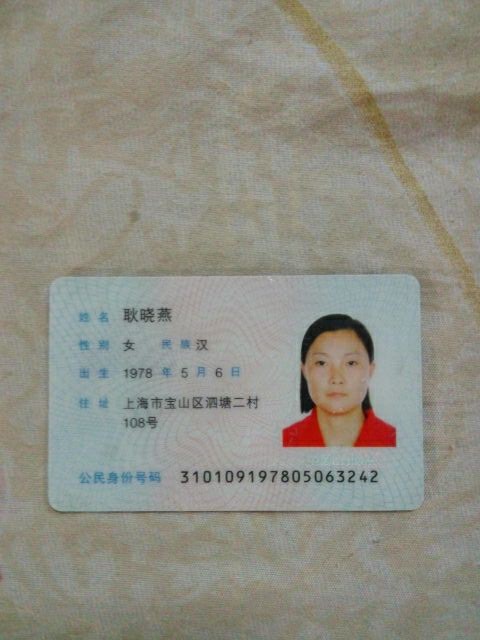 姓名 耿晓燕
性别 女 民族 汉
出生 1978 年 5 月 6 日
住址 上海市宝山区泗塘二村
108号
公民身份号码 310109197805063242